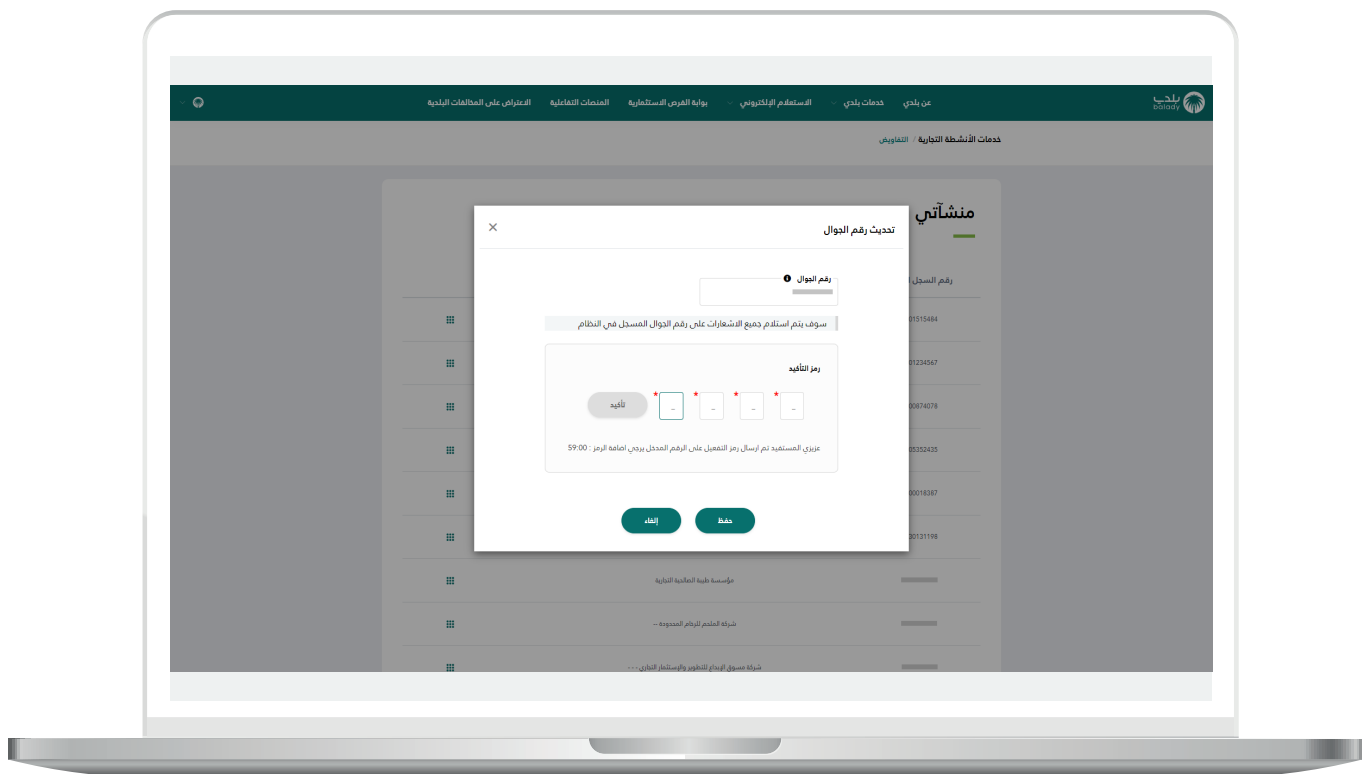 بلدي
balady
عن بلدي
خدمات بلدي
الاستعلام الإلكتروني
بوابة الفرص الاستثمارية
المنصات التفاعلية
الاعتراض على المخالفات البلدية
خدمات الأنشطة التجارية / التفاويض
منشآتي
رقم السجل
تحديث رقم الجوال
×
رقم الجوال
سوف يتم استلام جميع الاشعارات على رقم الجوال المسجل في النظام
رمز التأكيد
* _ * _ * _ * _
تأكيد
عزيزي المستفيد تم ارسال رمز التفعيل على الرقم المدخل يرجي اضافة الرمز : 59:00
حفظ
إلغاء
01515484
01234567
00874078
05352435
00018387
30131198
مؤسسة طيبة الصالحية التجارية
شركة الملحم للرخام المحدودة --
شركة مسوق الإبداع للتطوير والإستثمار التجاري - - -